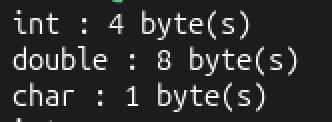 int : 4 byte(s)
double : 8 byte(s)
char : 1 byte(s)